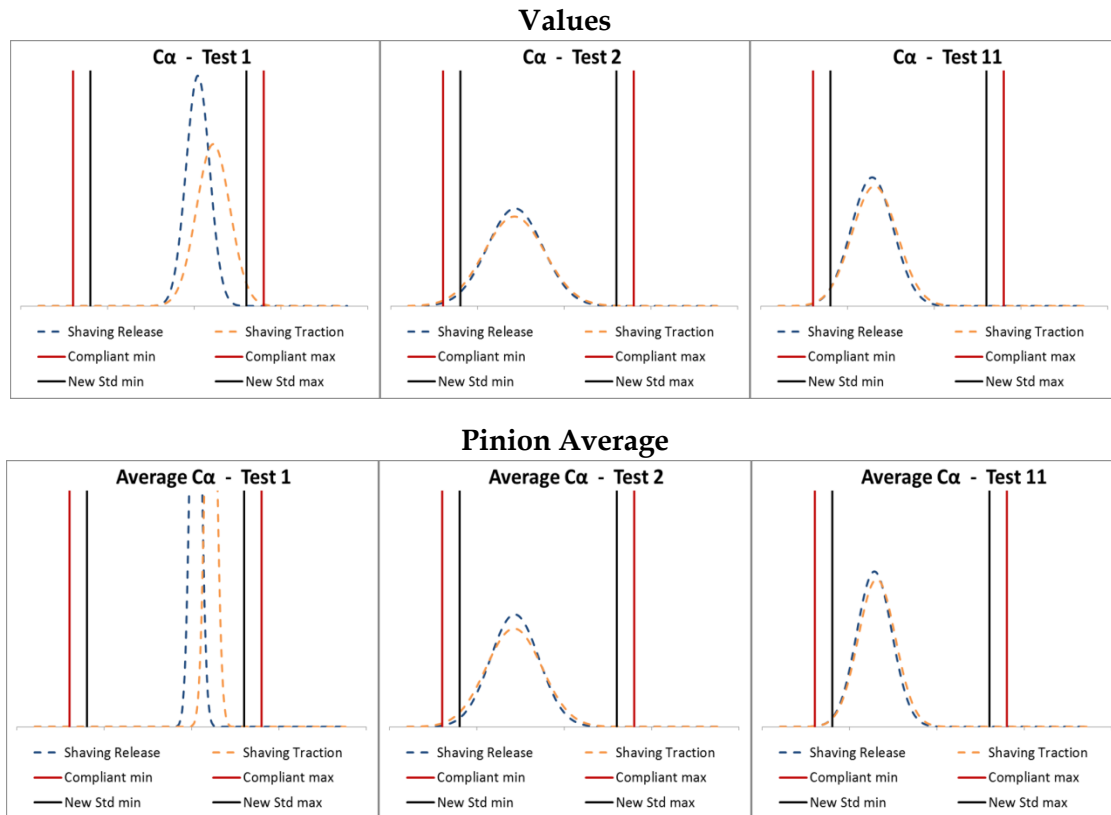 Values
Cα - Test 1
Cα - Test 2
Cα - Test 11
Shaving Release Shaving Traction
Compliant min Compliant max
New Std min New Std max
Shaving Release Shaving Traction
Compliant min Compliant max
New Std min New Std max
Shaving Release Shaving Traction
Compliant min Compliant max
New Std min New Std max
Pinion Average
Average Cα - Test 1
Average Cα - Test 2
Average Cα - Test 11
Shaving Release Shaving Traction
Compliant min Compliant max
New Std min New Std max
Shaving Release Shaving Traction
Compliant min Compliant max
New Std min New Std max
Shaving Release Shaving Traction
Compliant min Compliant max
New Std min New Std max